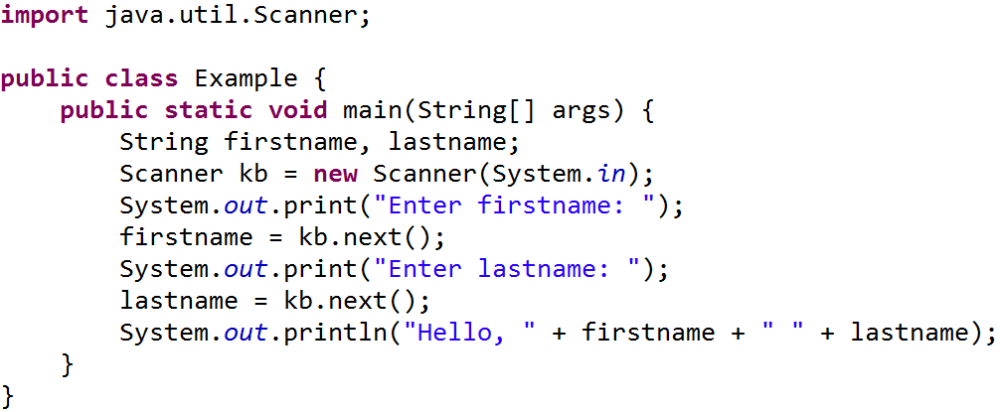 import java.util.Scanner;

public class Example {
    public static void main(String[] args) {
        String firstname, lastname;
        Scanner kb = new Scanner(System.in);
        System.out.print("Enter firstname: ");
        firstname = kb.next();
        System.out.print("Enter lastname: ");
        lastname = kb.next();
        System.out.println("Hello, " + firstname + " " + lastname);
    }
}